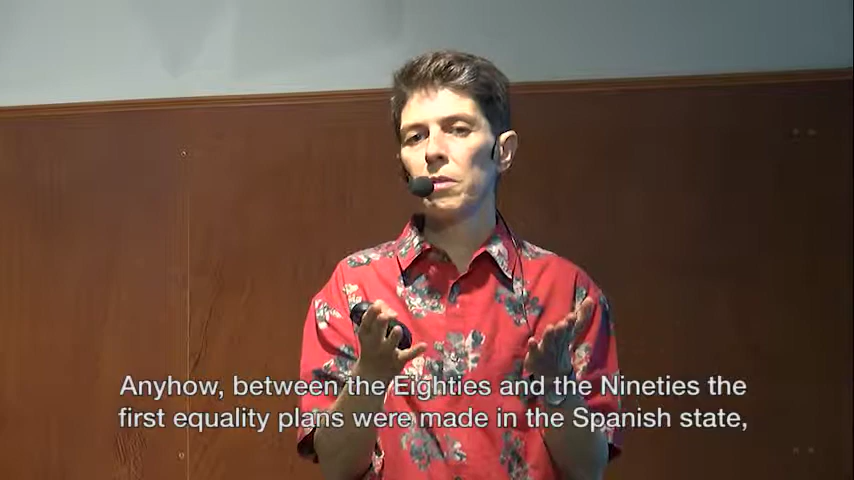 Anyhow, between the Eighties and the Nineties the
first equality plans were made in the Spanish state,